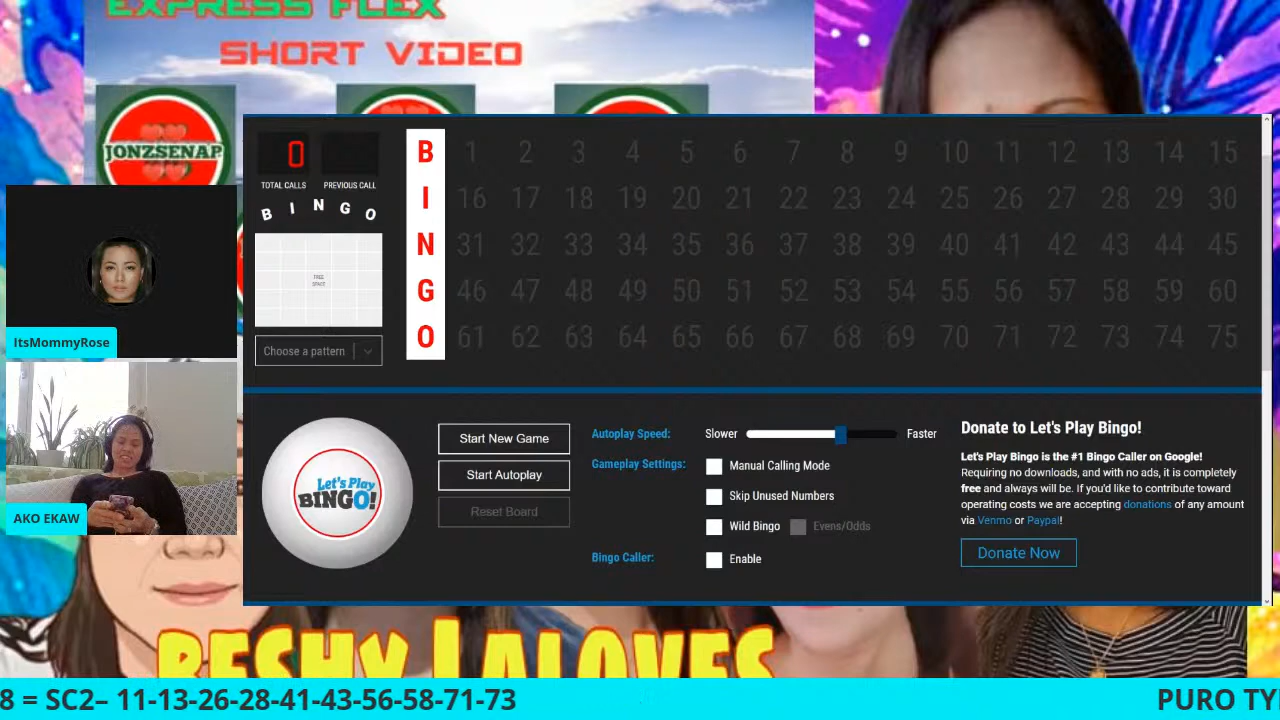 EXPRESS FLEX
SHORT VIDEO
JONZSENAP
0
TOTAL CALLS PREVIOUS CALL
B I N G O
FREE
SPACE
Choose a pattern
B 1 2 3 4 5 6 7 8 9 10 11 12 13 14 15
I 16 17 18 19 20 21 22 23 24 25 26 27 28 29 30
N 31 32 33 34 35 36 37 38 39 40 41 42 43 44 45
G 46 47 48 49 50 51 52 53 54 55 56 57 58 59 60
O 61 62 63 64 65 66 67 68 69 70 71 72 73 74 75
ItsMommyRose
AKO EKAW
Let's Play
BINGO!
Start New Game
Start Autoplay
Reset Board
Autoplay Speed: Slower Faster
Gameplay Settings: Manual Calling Mode
Skip Unused Numbers
Wild Bingo Evens/Odds
Bingo Caller: Enable
Donate to Let's Play Bingo!
Let's Play Bingo is the #1 Bingo Caller on Google!
Requiring no downloads, and with no ads, it is completely
free and always will be. If you'd like to contribute toward
operating costs we are accepting donations of any amount
via Venmo or Paypal!
Donate Now
BESHY LALOVES
8 = SC2– 11-13-26-28-41-43-56-58-71-73
PURO TY